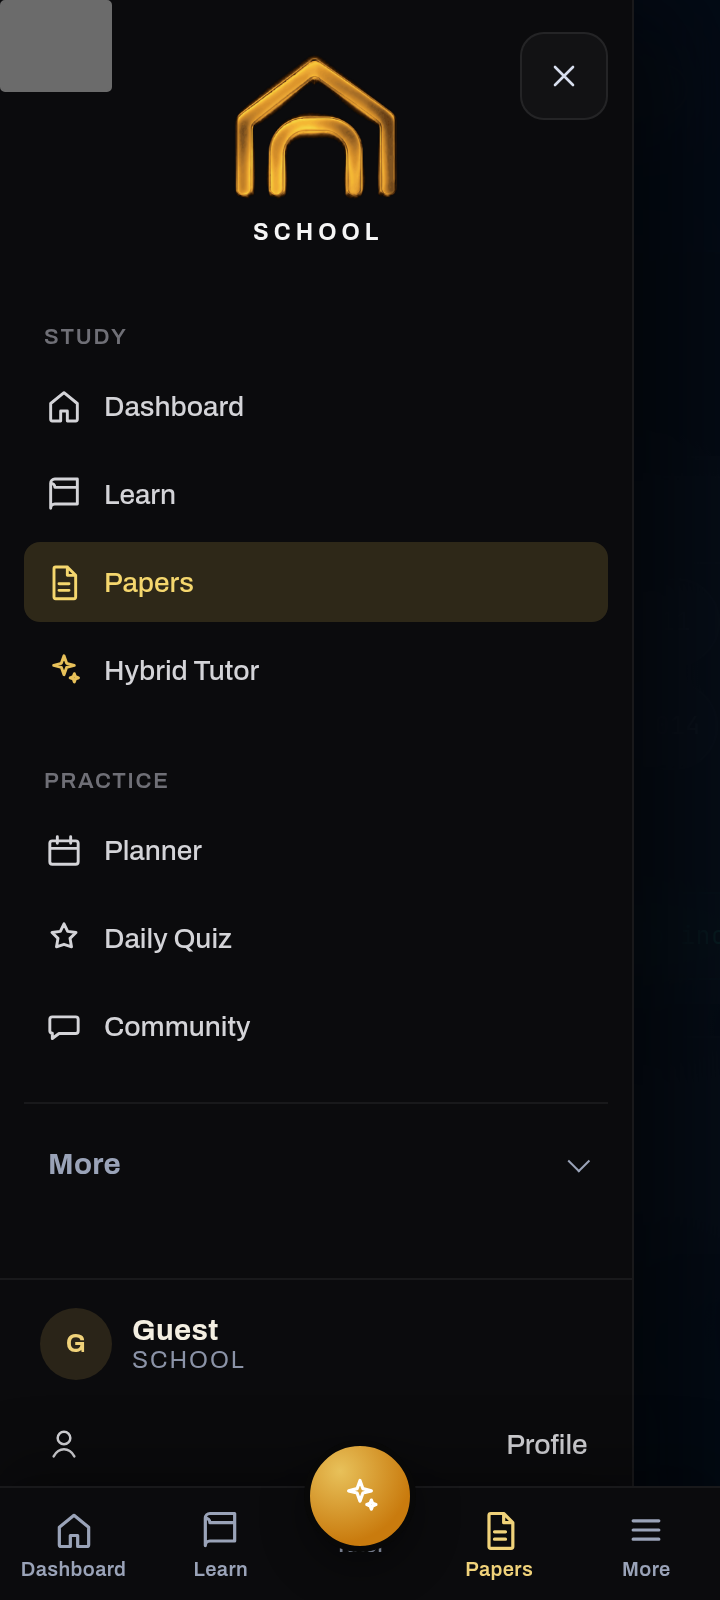 SCHOOL
STUDY
Dashboard
Learn
Papers
Hybrid Tutor
PRACTICE
Planner
Daily Quiz
Community
More
G
Guest
SCHOOL
Profile
Dashboard
Learn
Papers
More